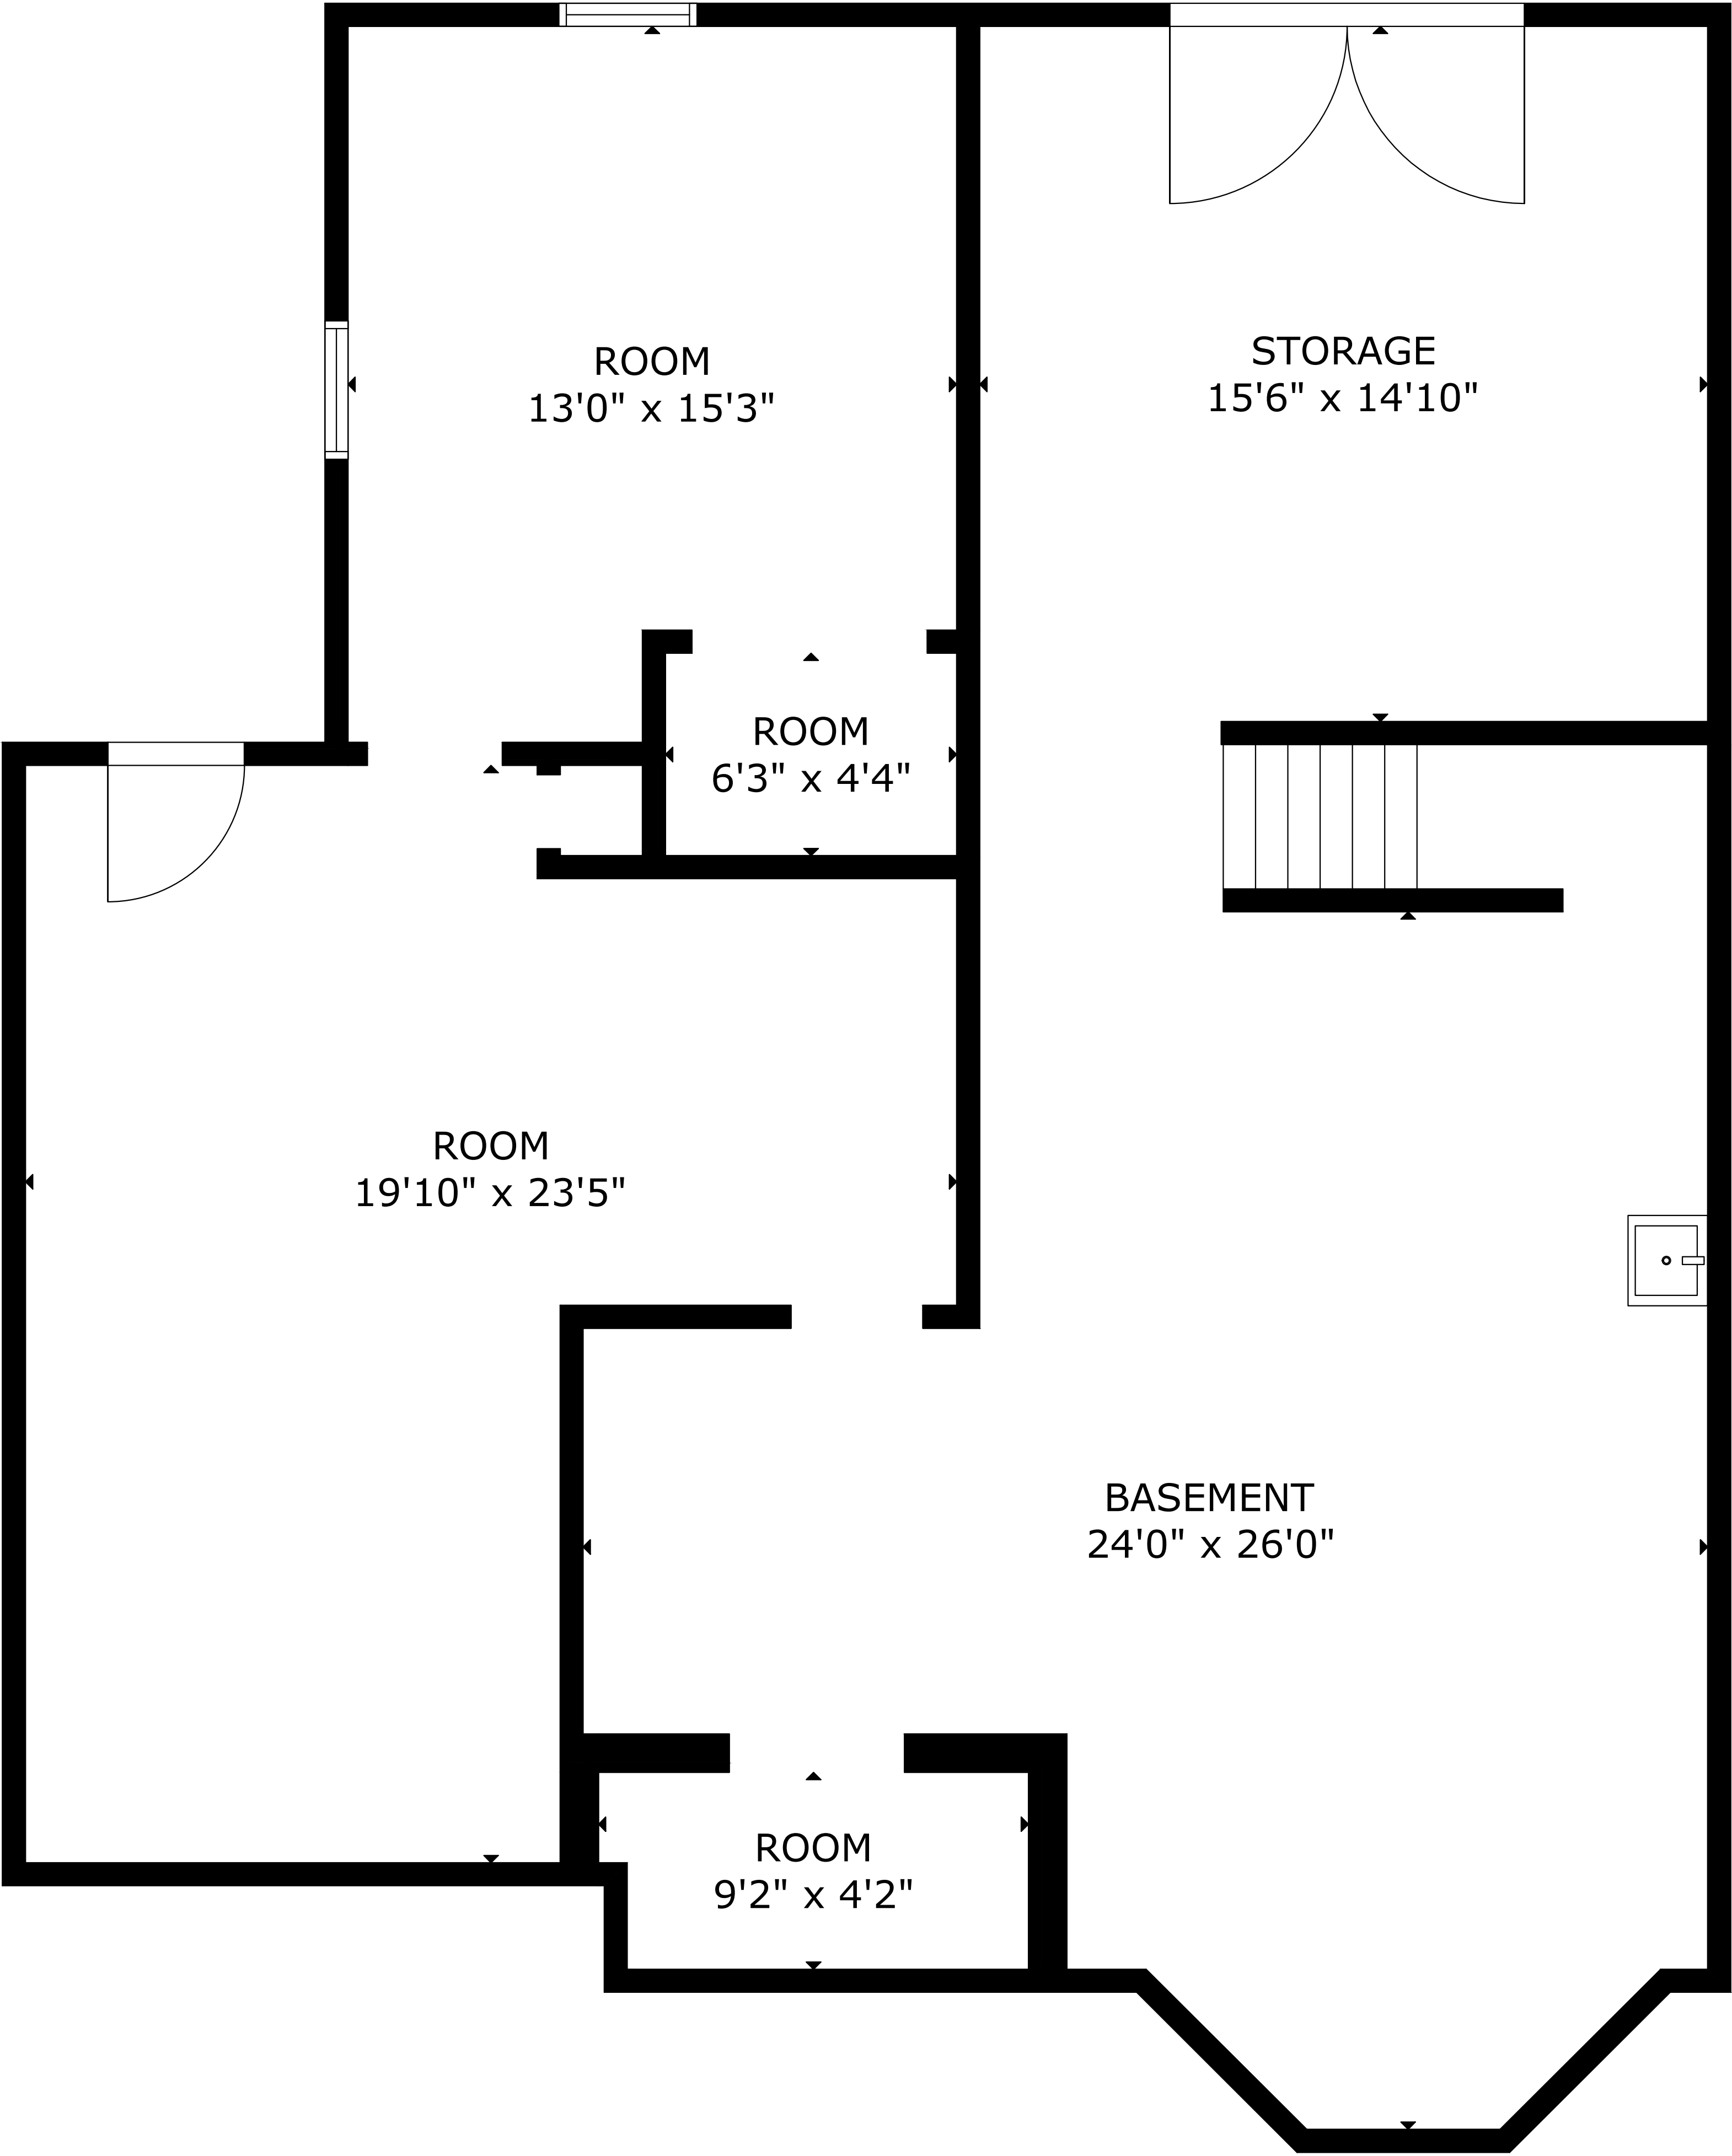 ROOM
13'0" x 15'3"
STORAGE
15'6" x 14'10"
ROOM
6'3" x 4'4"
ROOM
19'10" x 23'5"
BASEMENT
24'0" x 26'0"
ROOM
9'2" x 4'2"